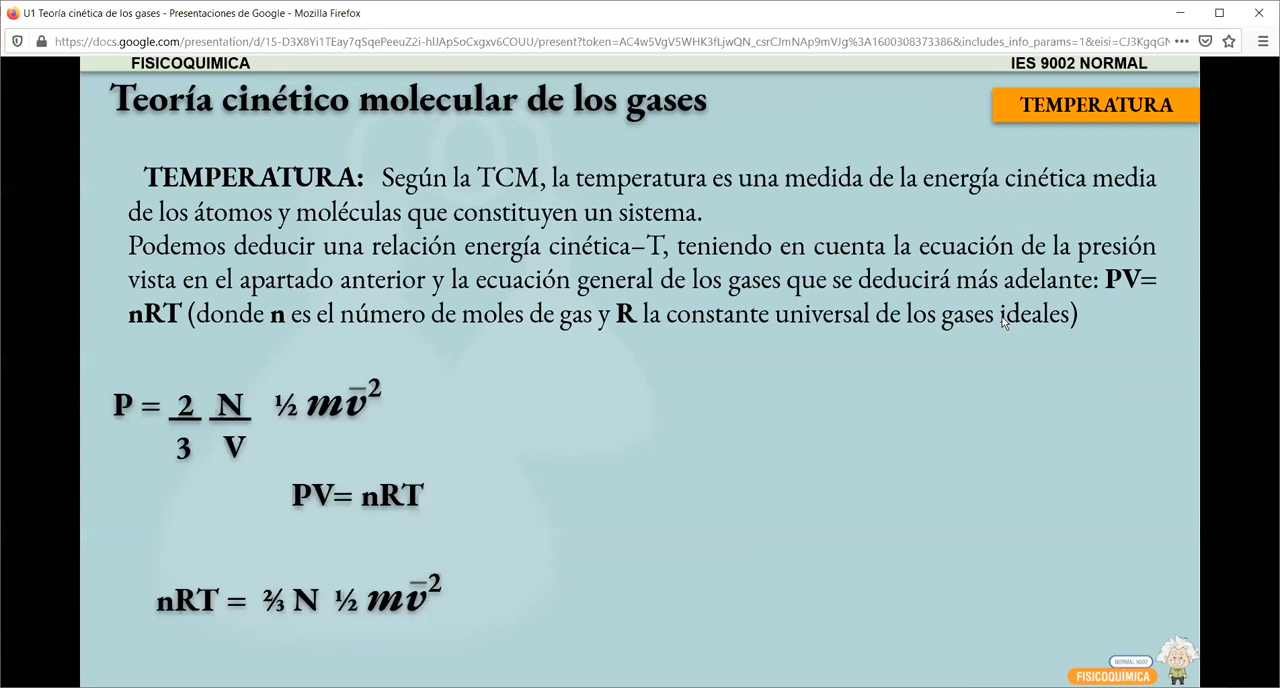 U1 Teoría cinética de los gases - Presentaciones de Google - Mozilla Firefox
https://docs.google.com/presentation/d/15-D3X8Yi1TEay7qSqePeeuZ2i-hlJApSoCxgxv6COUU/present?token=AC4w5VgV5WHK3fLjwQN_csrCJmNAp9mVJg%3A1600308373386&includes_info_params=1&eisi=CJ3KgqGN
FISICOQUIMICA IES 9002 NORMAL
Teoría cinético molecular de los gases
TEMPERATURA
TEMPERATURA: Según la TCM, la temperatura es una medida de la energía cinética media
de los átomos y moléculas que constituyen un sistema.
Podemos deducir una relación energía cinética–T, teniendo en cuenta la ecuación de la presión
vista en el apartado anterior y la ecuación general de los gases que se deducirá más adelante: PV=
nRT (donde n es el número de moles de gas y R la constante universal de los gases ideales)
P = 2/3 N/V ½ mv̅²
PV= nRT
nRT = ⅔ N ½ mv̅²
NORMAL 9002
FISICOQUÍMICA